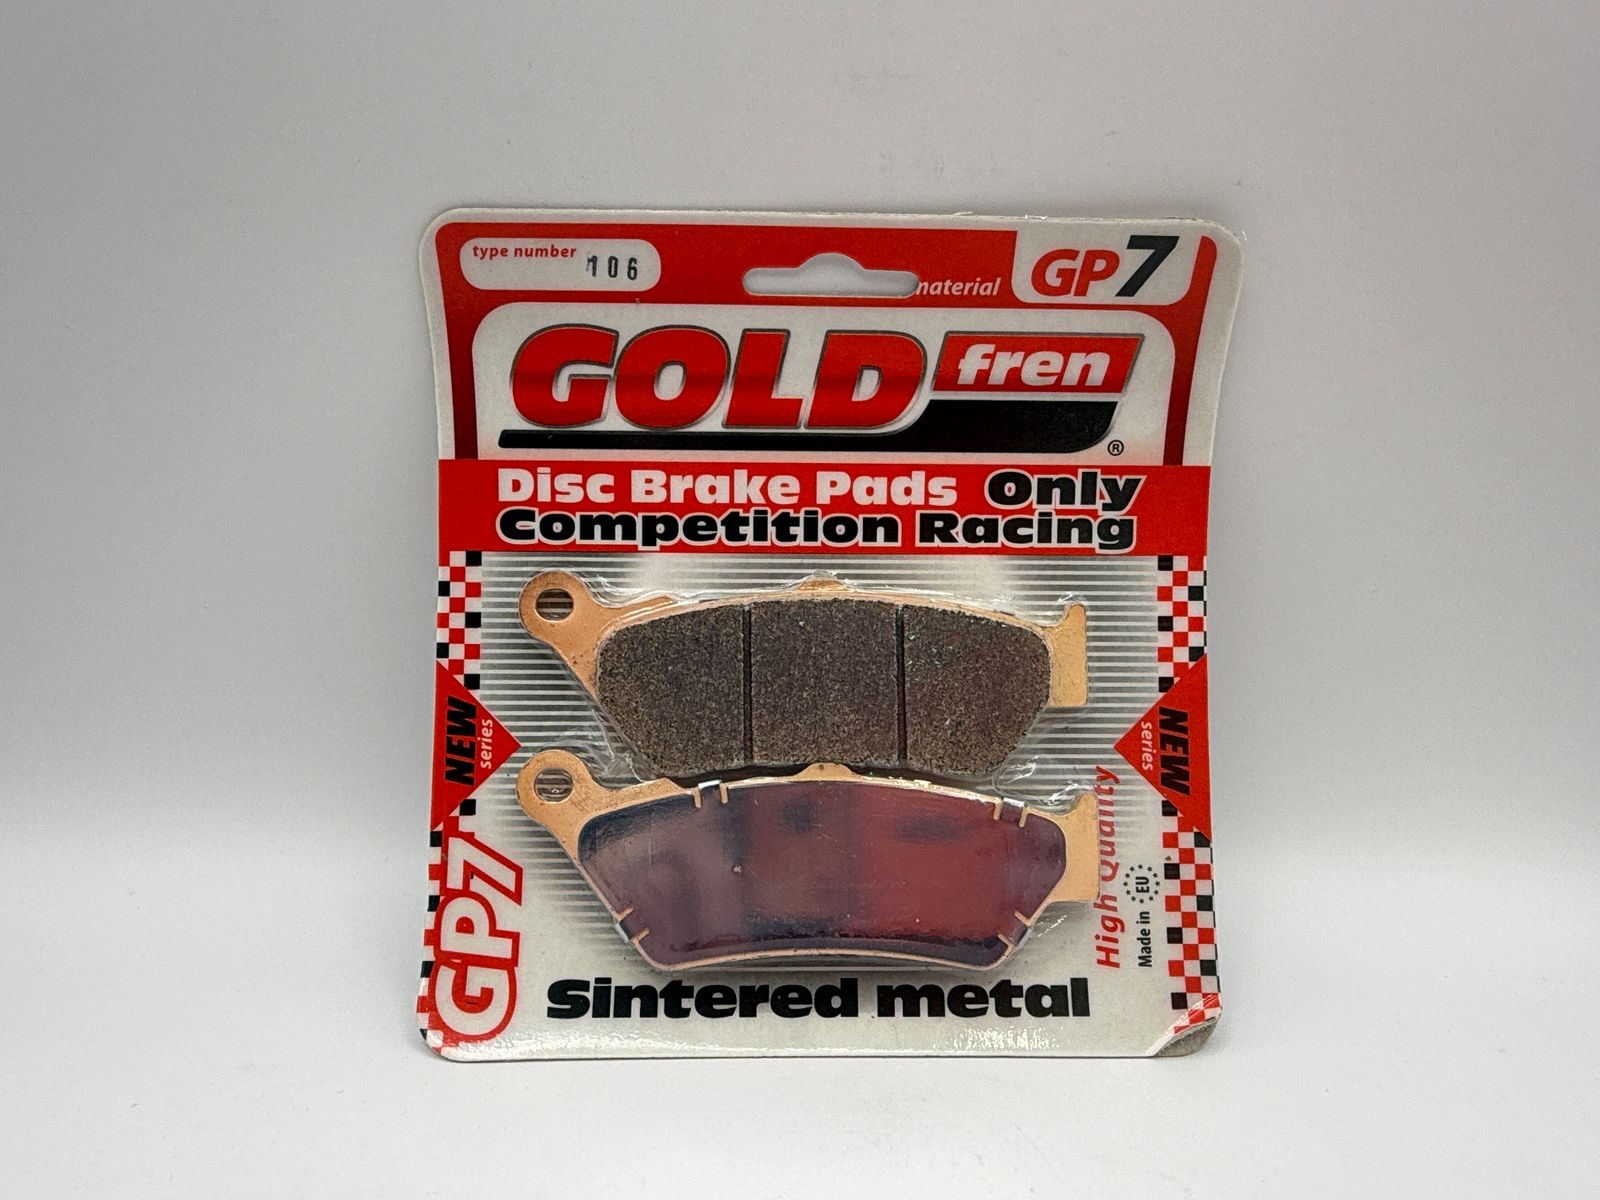 type number 106
material GP7
GOLD fren ®
Disc Brake Pads Only
Competition Racing
NEW
series
NEW
series
GP7
High Quality
Made in EU
Sintered metal